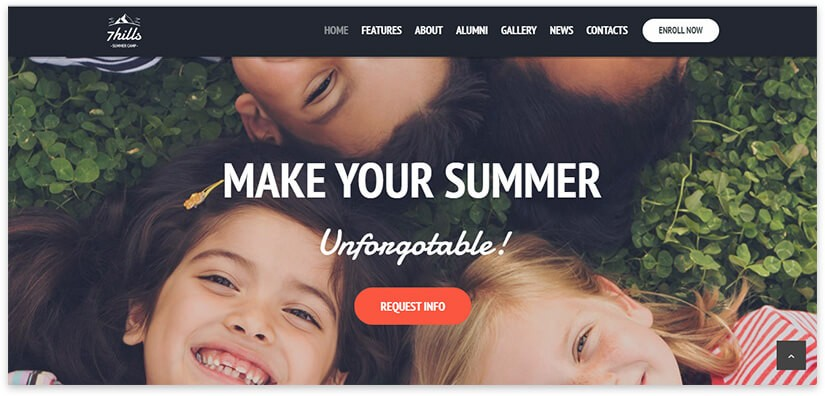 7hills
- SUMMER CAMP -
HOME FEATURES ABOUT ALUMNI GALLERY NEWS CONTACTS ENROLL NOW
MAKE YOUR SUMMER
Unforgotable!
REQUEST INFO